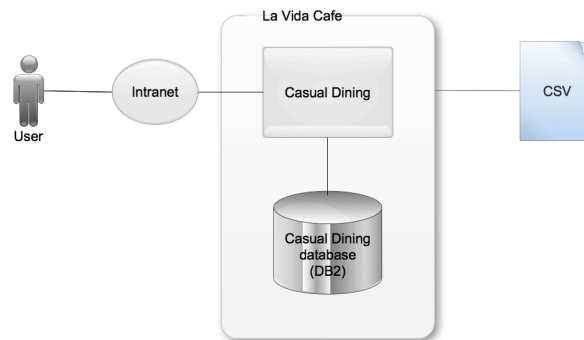 La Vida Cafe
Intranet
Casual Dining
CSV
User
Casual Dining
database
(DB2)